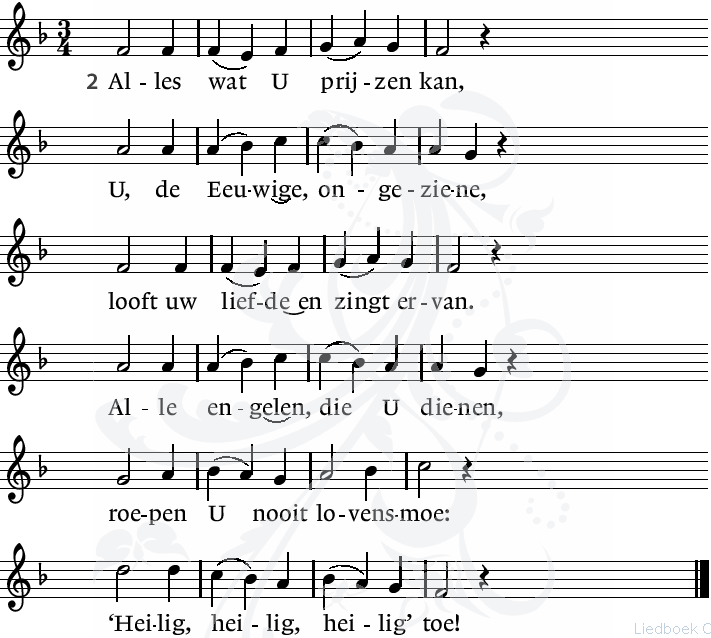 2 Al - les wat U prij - zen kan,
U, de Eeu-wige, on - ge - zie-ne,
looft uw lief-de en zingt er - van.
Al - le en - gelen, die U die-nen,
roe-pen U nooit lo - vens-moe:
‘Hei-lig, hei - lig, hei - lig’ toe!
Liedboek